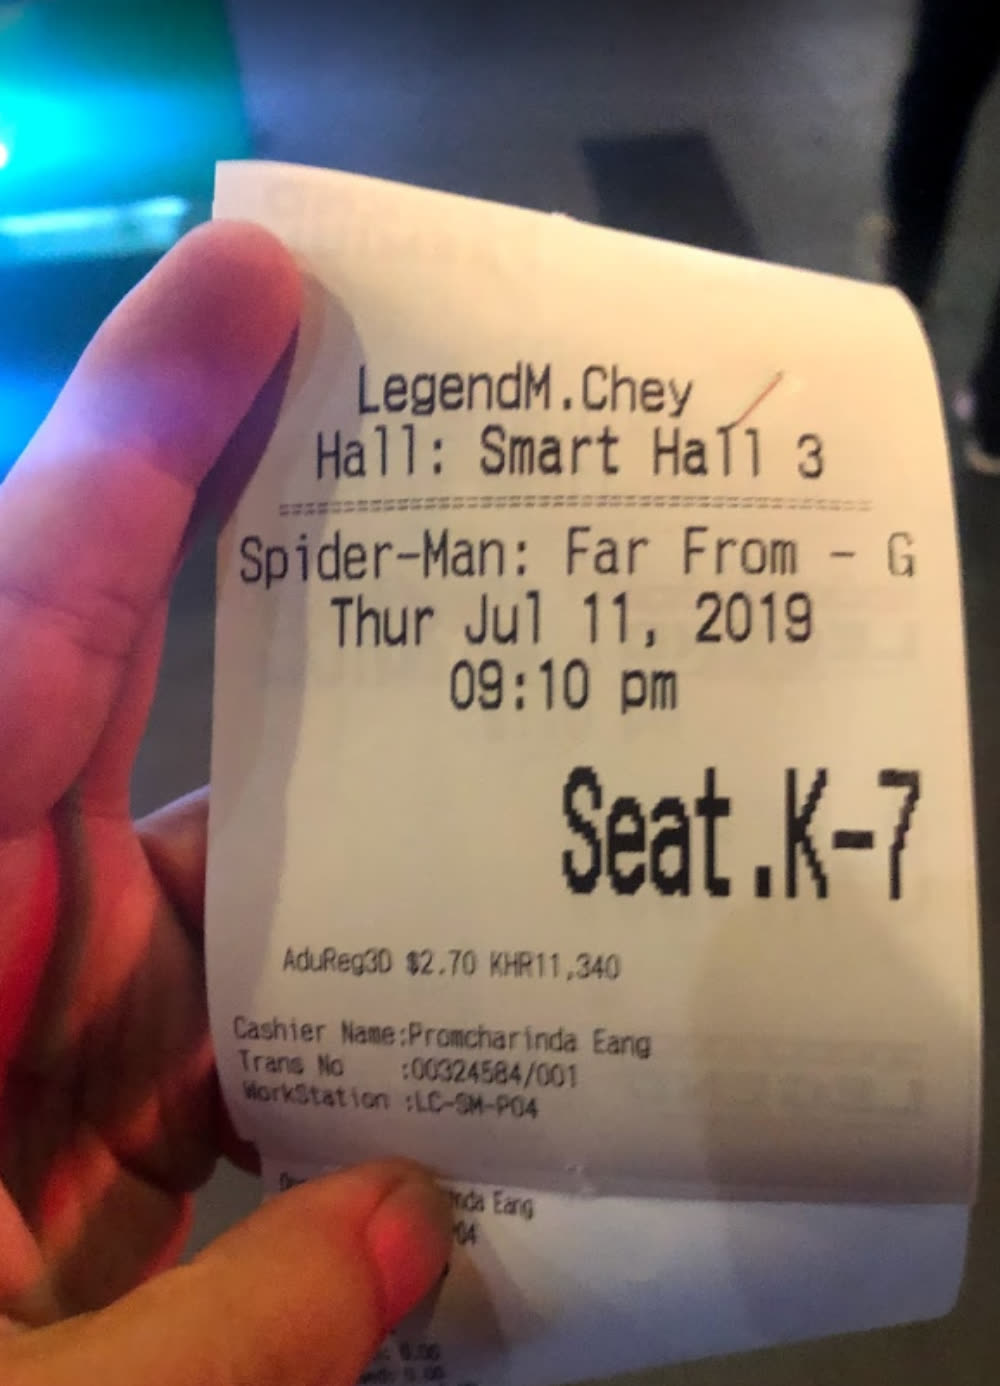 LegendM.Chey
Hall: Smart Hall 3
Spider-Man: Far From - G
Thur Jul 11, 2019
09:10 pm
Seat.K-7
AduReg3D $2.70 KHR11,340
Cashier Name:Promcharinda Eang
Trans No :00324584/001
WorkStation :LC-SM-P04
Eang